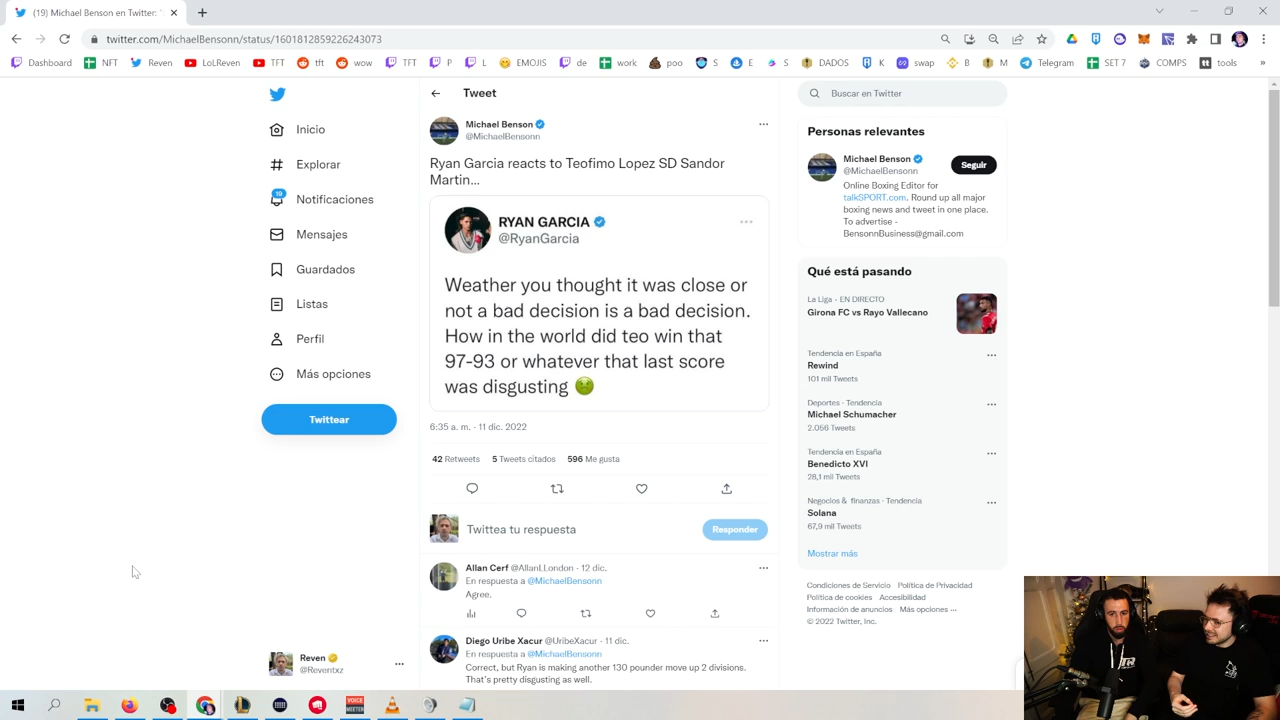 (19) Michael Benson en Twitter: "
twitter.com/MichaelBensonn/status/1601812859226243073
Dashboard NFT Reven LoLReven TFT tft wow TFT P L EMOJIS de work poo S E S DADOS K swap B M Telegram SET 7 COMPS tt tools »
Tweet
Michael Benson
@MichaelBensonn
Ryan Garcia reacts to Teofimo Lopez SD Sandor
Martin...
RYAN GARCIA
@RyanGarcia
Weather you thought it was close or
not a bad decision is a bad decision.
How in the world did teo win that
97-93 or whatever that last score
was disgusting 🤢
6:35 a. m. · 11 dic. 2022
42 Retweets 5 Tweets citados 596 Me gusta
Twittea tu respuesta
Responder
Allan Cerf @AllanLLondon · 12 dic.
En respuesta a @MichaelBensonn
Agree.
Diego Uribe Xacur @UribeXacur · 11 dic.
En respuesta a @MichaelBensonn
Correct, but Ryan is making another 130 pounder move up 2 divisions.
That's pretty disgusting as well.
Inicio
Explorar
19
Notificaciones
Mensajes
Guardados
Listas
Perfil
Más opciones
Twittear
Reven
@Reventxz
Buscar en Twitter
Personas relevantes
Michael Benson
@MichaelBensonn
Seguir
Online Boxing Editor for
talkSPORT.com. Round up all major
boxing news and tweet in one place.
To advertise -
BensonnBusiness@gmail.com
Qué está pasando
La Liga · EN DIRECTO
Girona FC vs Rayo Vallecano
Tendencia en España
Rewind
101 mil Tweets
Deportes · Tendencia
Michael Schumacher
2.056 Tweets
Tendencia en España
Benedicto XVI
28,1 mil Tweets
Negocios & finanzas · Tendencia
Solana
67,9 mil Tweets
Mostrar más
Condiciones de Servicio Política de Privacidad
Política de cookies Accesibilidad
Información de anuncios Más opciones ···
© 2022 Twitter, Inc.
VOICE
MEETER